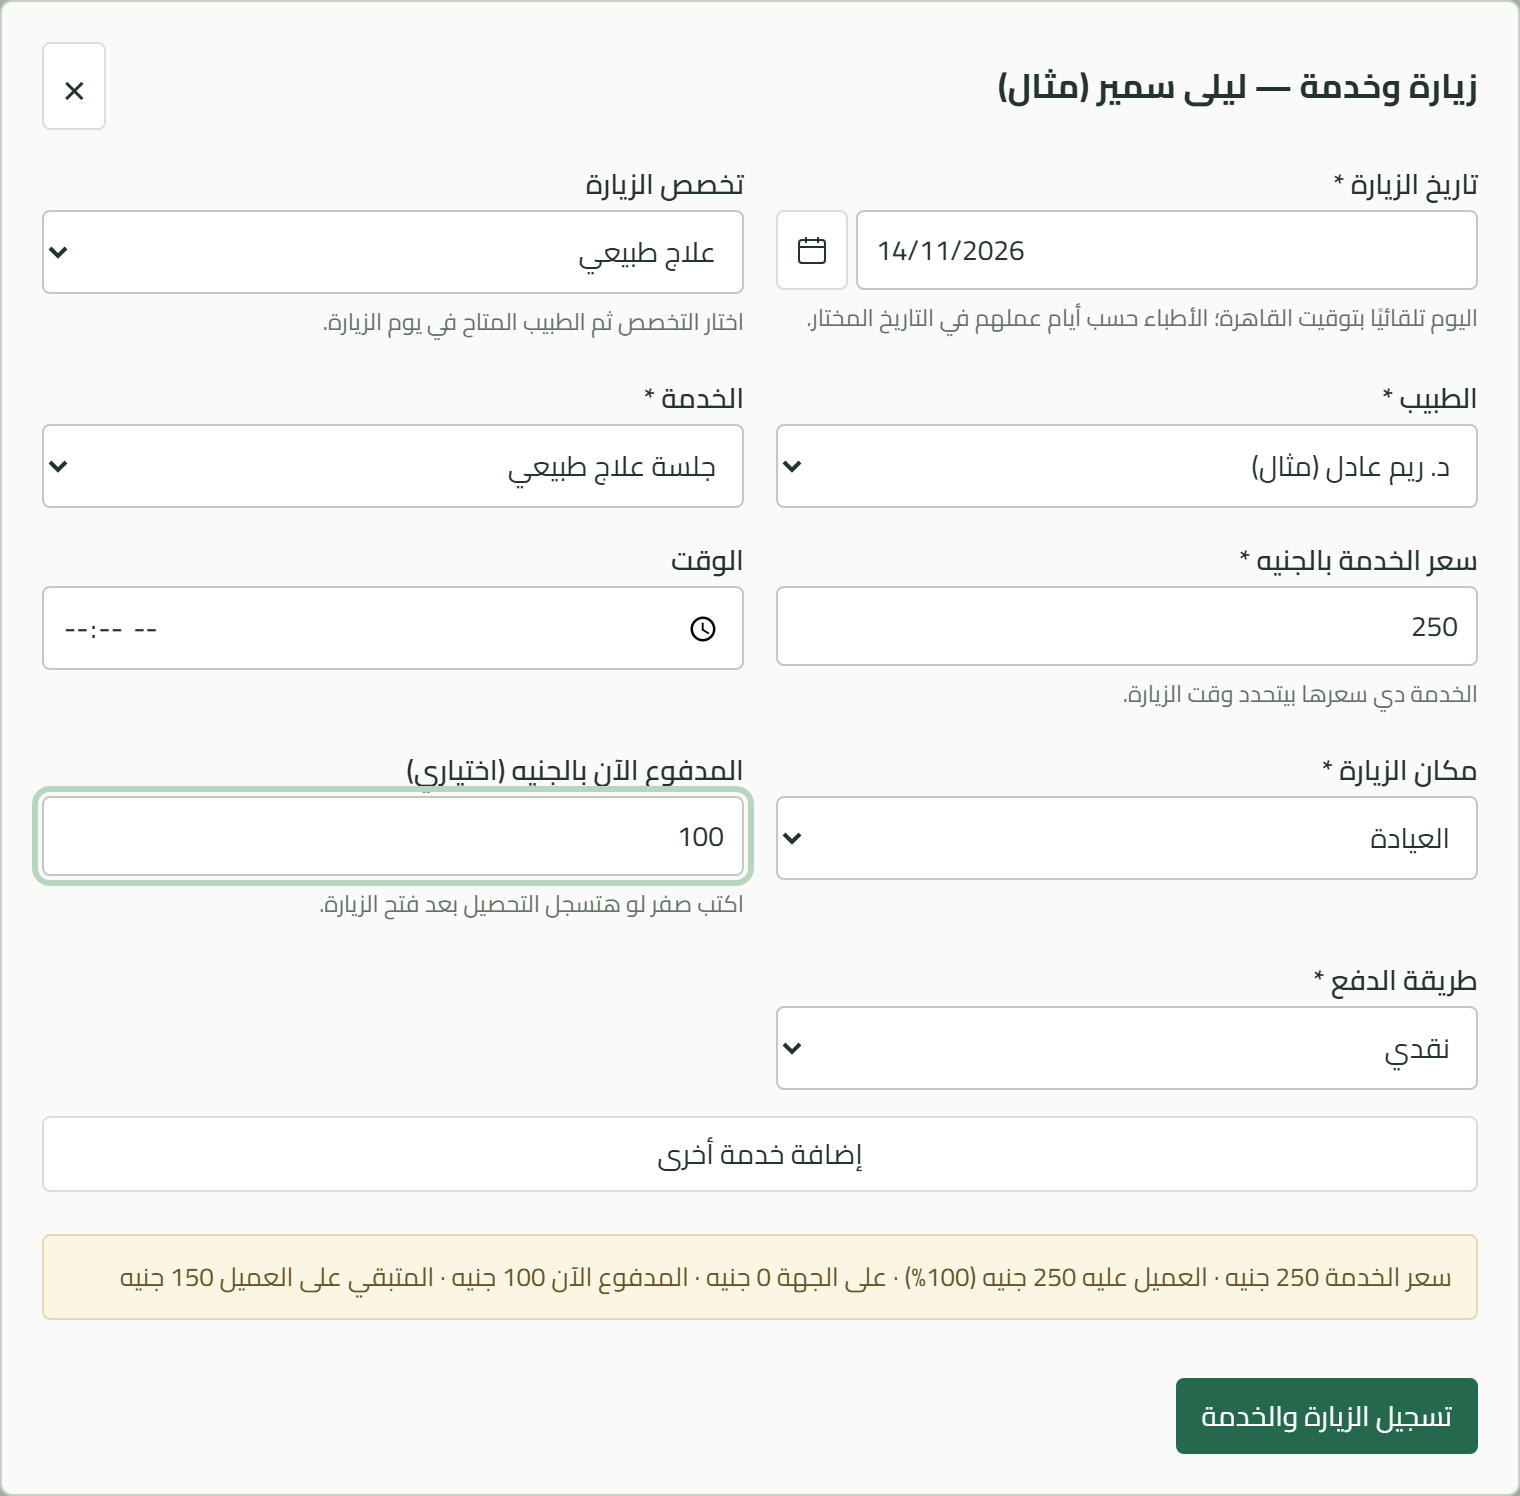 زيارة وخدمة — ليلى سمير (مثال)
×
تاريخ الزيارة *
14/11/2026
اليوم تلقائيًا بتوقيت القاهرة؛ الأطباء حسب أيام عملهم في التاريخ المختار.
تخصص الزيارة
علاج طبيعي
اختار التخصص ثم الطبيب المتاح في يوم الزيارة.
الطبيب *
د. ريم عادل (مثال)
الخدمة *
جلسة علاج طبيعي
سعر الخدمة بالجنيه *
250
الخدمة دي سعرها بيتحدد وقت الزيارة.
الوقت
--:-- --
مكان الزيارة *
العيادة
المدفوع الآن بالجنيه (اختياري)
100
اكتب صفر لو هتسجل التحصيل بعد فتح الزيارة.
طريقة الدفع *
نقدي
إضافة خدمة أخرى
سعر الخدمة 250 جنيه · العميل عليه 250 جنيه (100%) · على الجهة 0 جنيه · المدفوع الآن 100 جنيه · المتبقي على العميل 150 جنيه
تسجيل الزيارة والخدمة